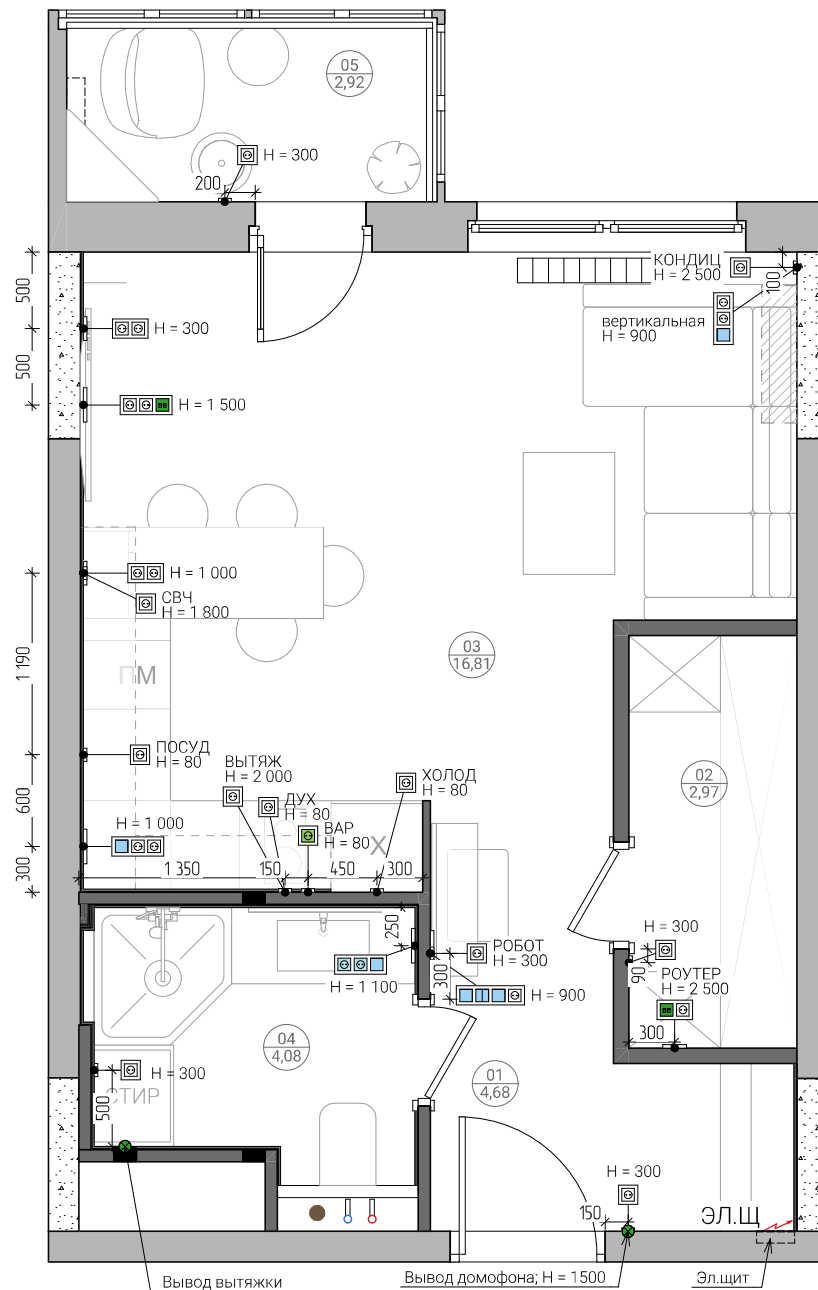 05
2,92
H = 300
200
500
500
H = 300
H = 1 500
КОНДИЦ
H = 2 500
100
вертикальная
H = 900
H = 1 000
СВЧ
H = 1 800
1 190
03
16,81
ПМ
ПОСУД
H = 80
ВЫТЯЖ
H = 2 000
ДУХ
H = 80
ХОЛОД
H = 80
ВАР
H = 80
X
02
2,97
600
300
H = 1 000
1 350
150
450
300
250
H = 1 100
РОБОТ
H = 300
300
H = 900
H = 300
90
РОУТЕР
H = 2 500
300
04
4,08
H = 300
СТИР
500
01
4,68
H = 300
150
ЭЛ.Щ
Вывод вытяжки
Вывод домофона; H = 1500
Эл.щит